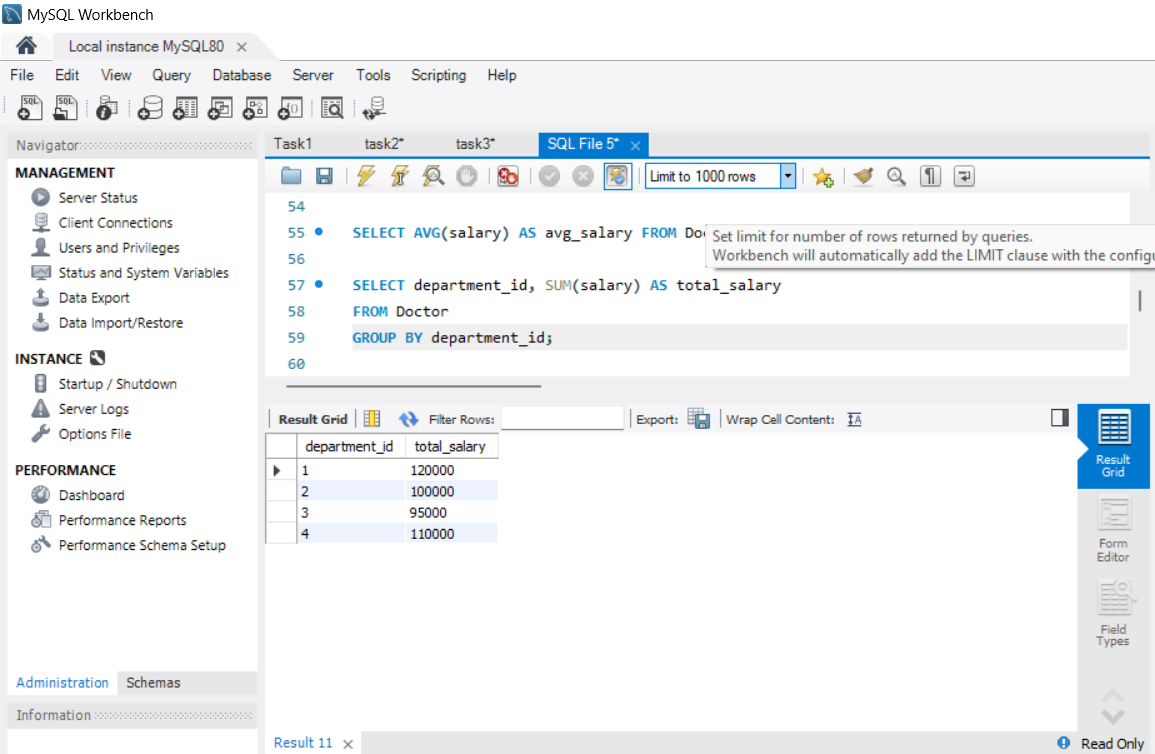 MySQL Workbench
Local instance MySQL80
File Edit View Query Database Server Tools Scripting Help
SQL SQL
Navigator
MANAGEMENT
Server Status
Client Connections
Users and Privileges
Status and System Variables
Data Export
Data Import/Restore
INSTANCE
Startup / Shutdown
Server Logs
Options File
PERFORMANCE
Dashboard
Performance Reports
Performance Schema Setup
Administration Schemas
Information
Task1 task2* task3* SQL File 5*
Limit to 1000 rows
54
55 SELECT AVG(salary) AS avg_salary FROM Do
Set limit for number of rows returned by queries.
Workbench will automatically add the LIMIT clause with the
56
57 SELECT department_id, SUM(salary) AS total_salary
58 FROM Doctor
59 GROUP BY department_id;
60
Result Grid Filter Rows: Export: Wrap Cell Content: IA
department_id total_salary
1 120000
2 100000
3 95000
4 110000
Result Grid
Form Editor
Field Types
Result 11
Read Only